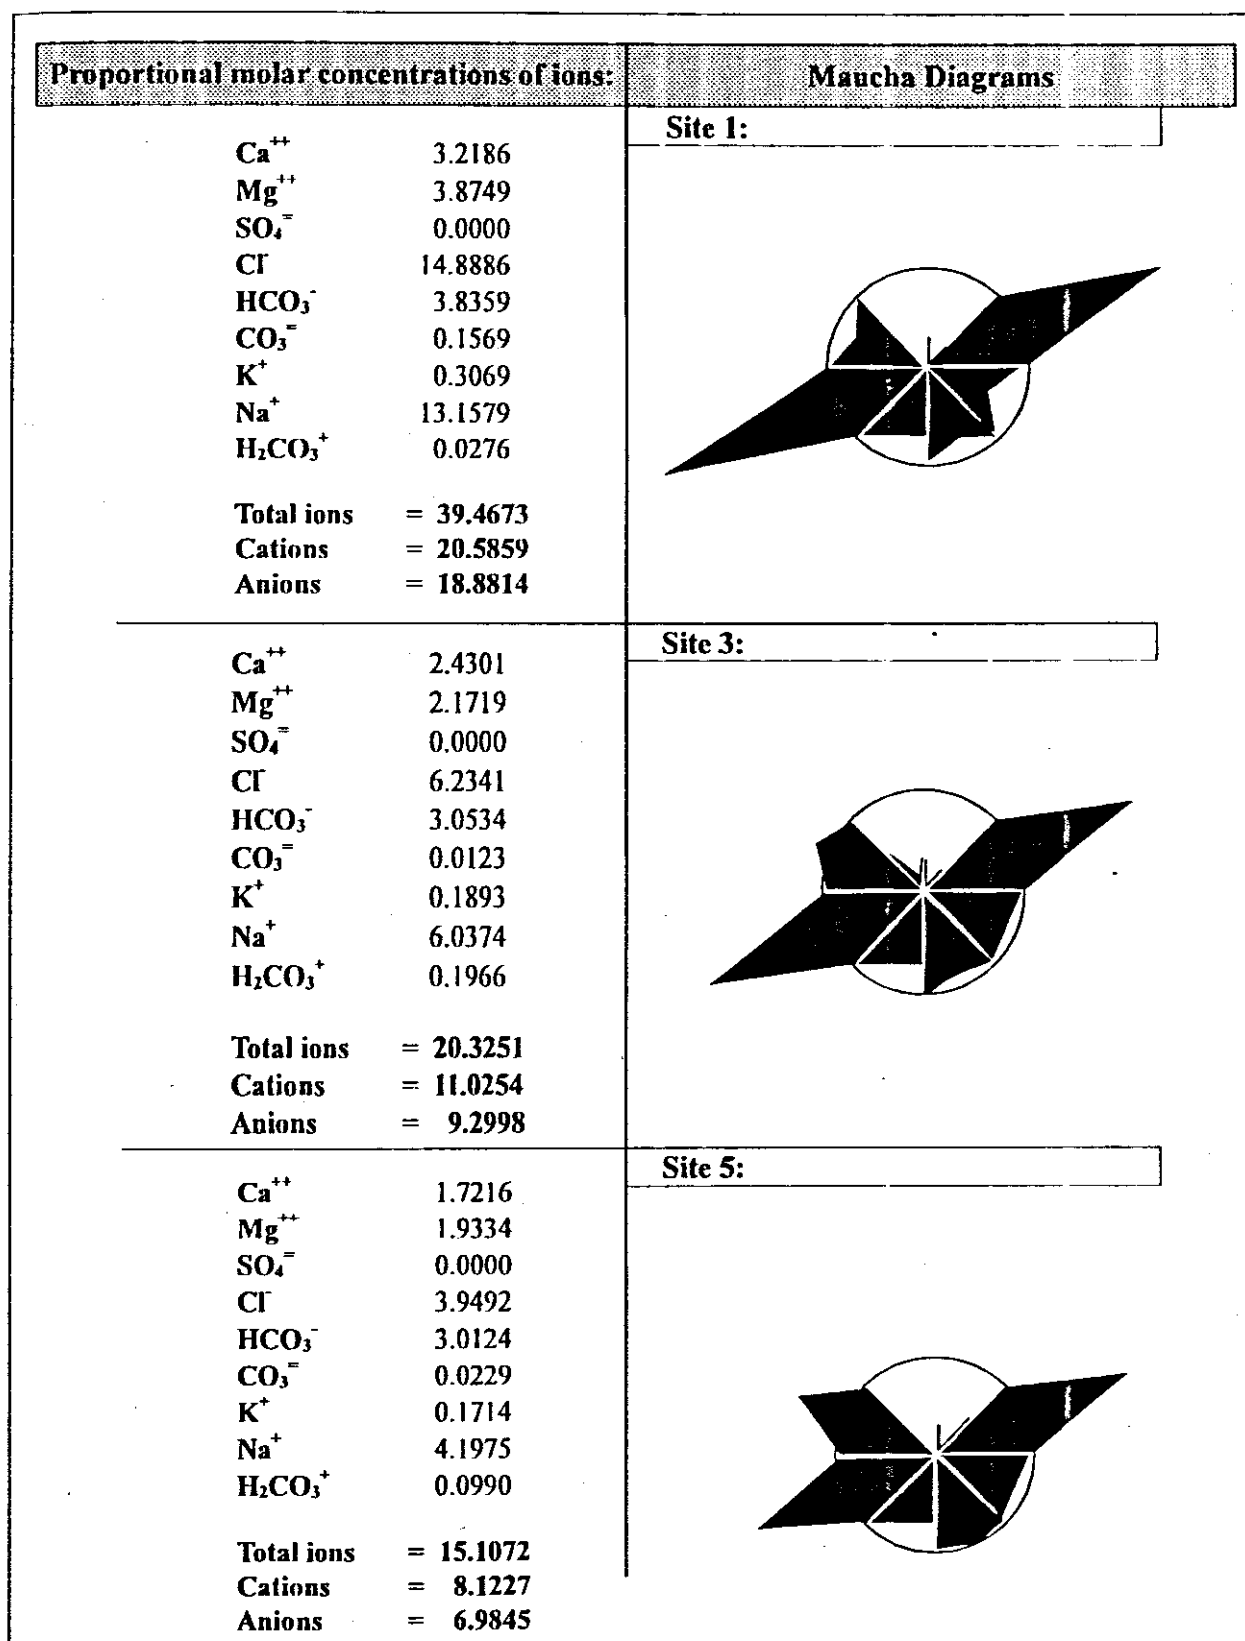 Proportional molar concentrations of ions: Maucha Diagrams
Site 1:
Ca⁺⁺ 3.2186
Mg⁺⁺ 3.8749
SO₄⁼ 0.0000
Cl⁻ 14.8886
HCO₃⁻ 3.8359
CO₃⁼ 0.1569
K⁺ 0.3069
Na⁺ 13.1579
H₂CO₃⁺ 0.0276
Total ions = 39.4673
Cations = 20.5859
Anions = 18.8814
Site 3:
Ca⁺⁺ 2.4301
Mg⁺⁺ 2.1719
SO₄⁼ 0.0000
Cl⁻ 6.2341
HCO₃⁻ 3.0534
CO₃⁼ 0.0123
K⁺ 0.1893
Na⁺ 6.0374
H₂CO₃⁺ 0.1966
Total ions = 20.3251
Cations = 11.0254
Anions = 9.2998
Site 5:
Ca⁺⁺ 1.7216
Mg⁺⁺ 1.9334
SO₄⁼ 0.0000
Cl⁻ 3.9492
HCO₃⁻ 3.0124
CO₃⁼ 0.0229
K⁺ 0.1714
Na⁺ 4.1975
H₂CO₃⁺ 0.0990
Total ions = 15.1072
Cations = 8.1227
Anions = 6.9845